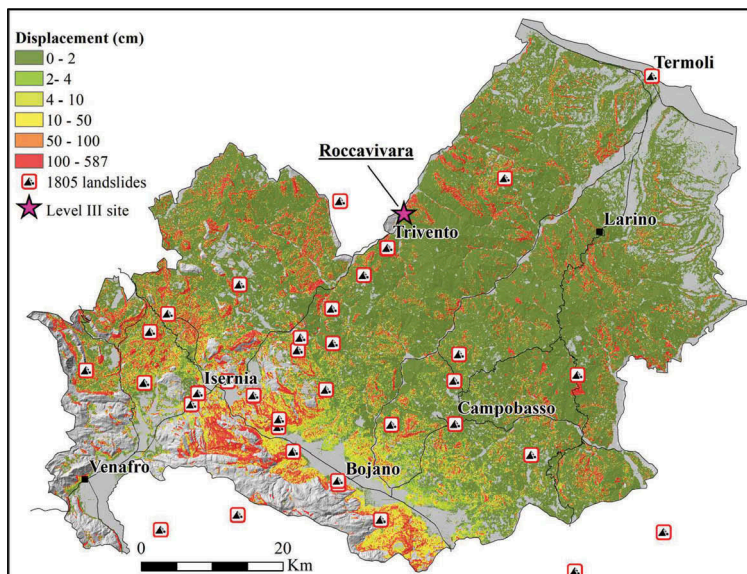 Displacement (cm)
0 - 2
2- 4
4 - 10
10 - 50
50 - 100
100 - 587
1805 landslides
Level III site
Termoli
Roccavivara
Trivento
Larino
Isernia
Campobasso
Venafro
Bojano
0 20
Km